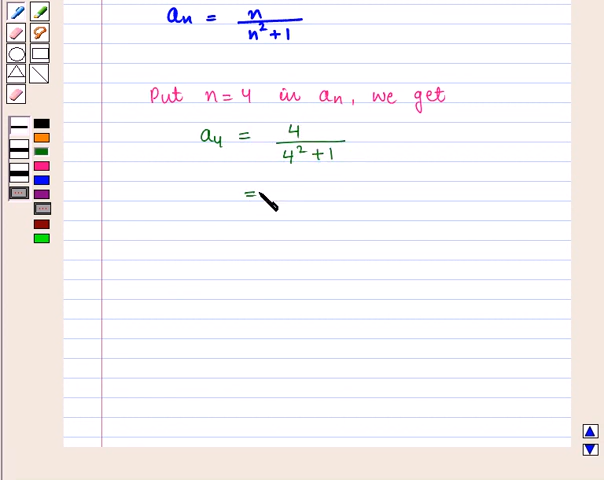 aₙ = n / n² + 1
Put n = 4 in aₙ, we get
a₄ = 4 / 4² + 1
=